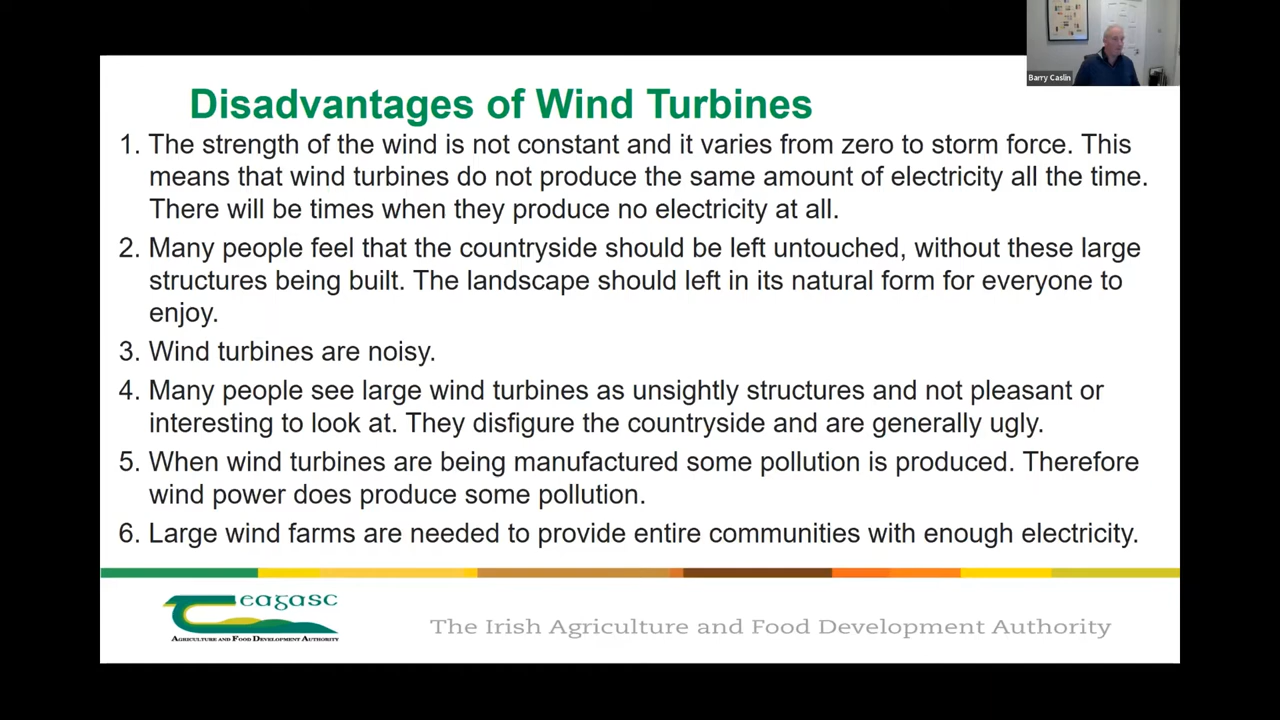 Barry Caslin
Disadvantages of Wind Turbines
1. The strength of the wind is not constant and it varies from zero to storm force. This
means that wind turbines do not produce the same amount of electricity all the time.
There will be times when they produce no electricity at all.
2. Many people feel that the countryside should be left untouched, without these large
structures being built. The landscape should left in its natural form for everyone to
enjoy.
3. Wind turbines are noisy.
4. Many people see large wind turbines as unsightly structures and not pleasant or
interesting to look at. They disfigure the countryside and are generally ugly.
5. When wind turbines are being manufactured some pollution is produced. Therefore
wind power does produce some pollution.
6. Large wind farms are needed to provide entire communities with enough electricity.
Teagasc
Agriculture and Food Development Authority
The Irish Agriculture and Food Development Authority